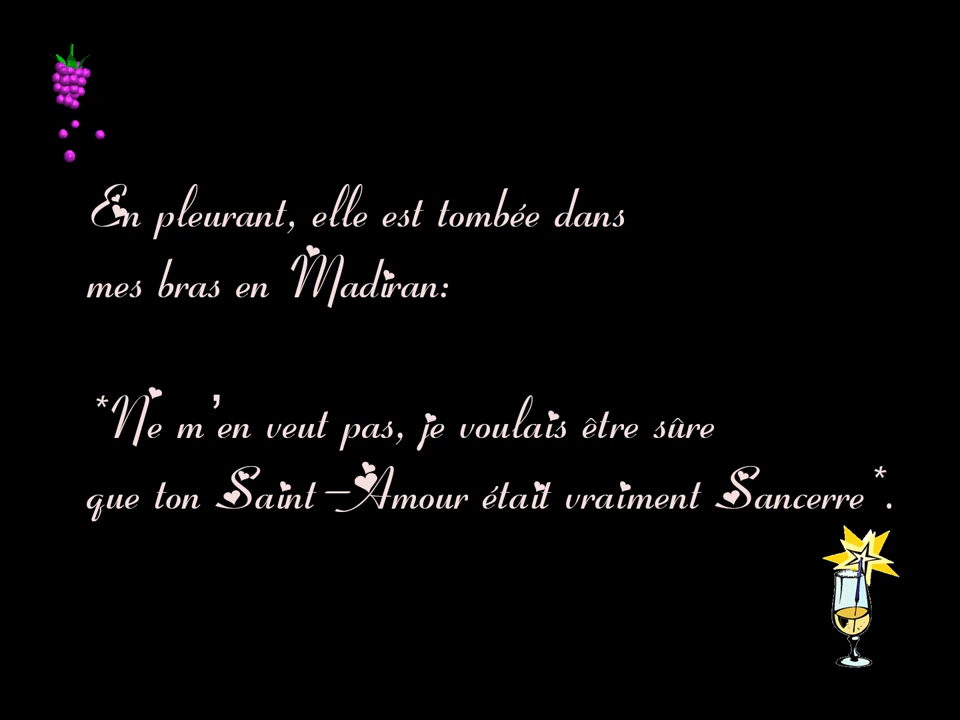 En pleurant, elle est tombée dans
mes bras en Madiran:
*Ne m’en veut pas, je voulais être sûre
que ton Saint-Amour était vraiment Sancerre*.